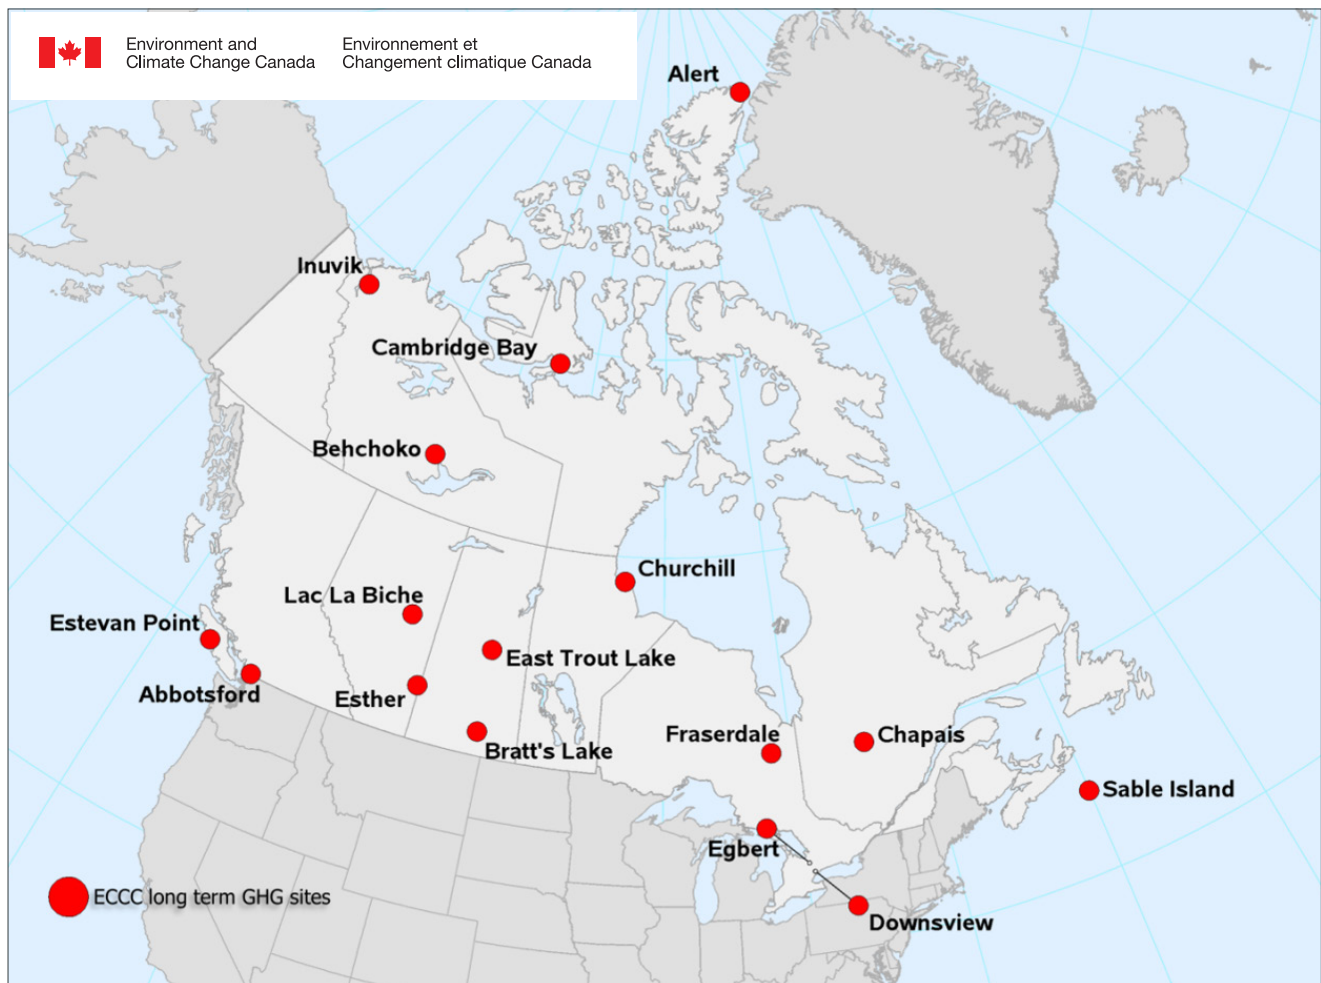 Environment and
Climate Change Canada
Environnement et
Changement climatique Canada
Alert
Inuvik
Cambridge Bay
Behchoko
Churchill
Lac La Biche
Estevan Point
East Trout Lake
Abbotsford
Esther
Bratt's Lake
Fraserdale
Chapais
Sable Island
Egbert
ECCC long term GHG sites
Downsview